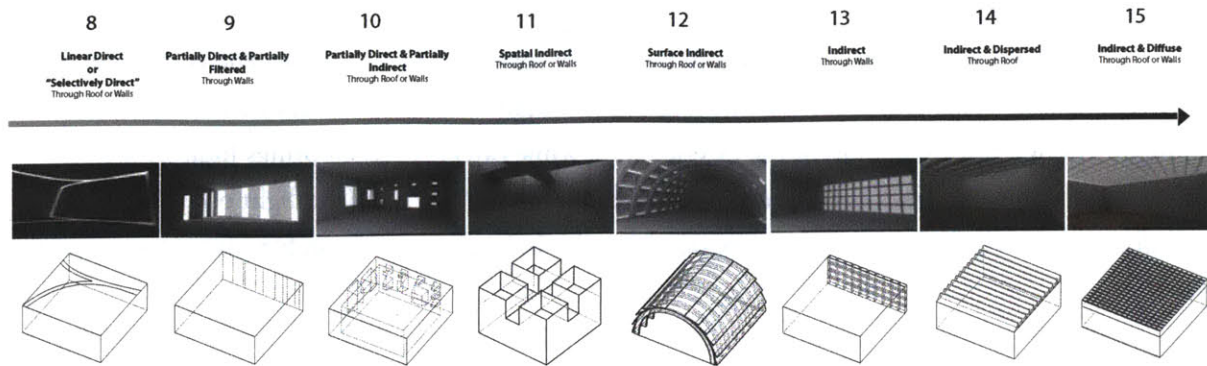 8
Linear Direct
or
"Selectively Direct"
Through Roof or Walls
9
Partially Direct & Partially
Filtered
Through Walls
10
Partially Direct & Partially
Indirect
Through Roof or Walls
11
Spatial Indirect
Through Roof or Walls
12
Surface Indirect
Through Roof or Walls
13
Indirect
Through Walls
14
Indirect & Dispersed
Through Roof
15
Indirect & Diffuse
Through Roof or Walls